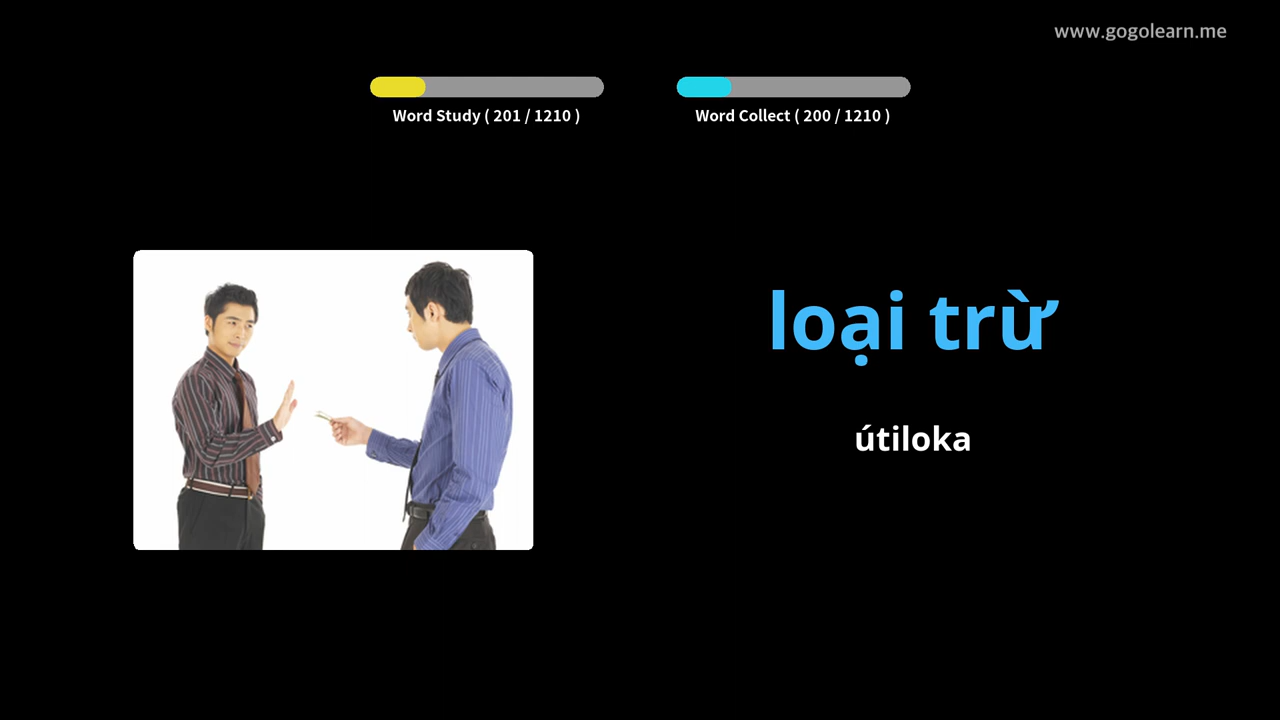 www.gogolearn.me
Word Study ( 201 / 1210 )
Word Collect ( 200 / 1210 )
loại trừ
útiloka